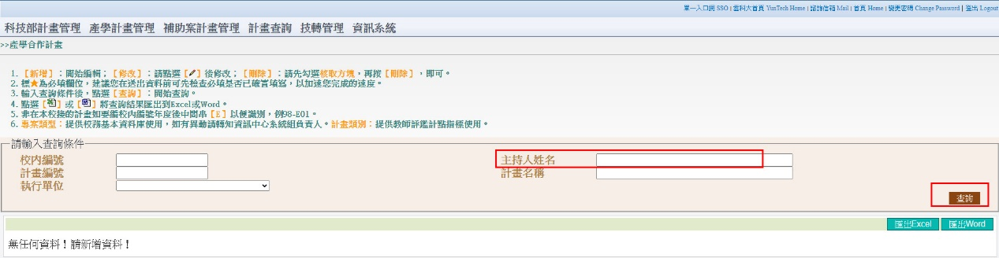 單一入口網 SSO | 雲科大首頁 YunTech Home | 諮詢信箱 Mail | 首頁 Home | 變更密碼 Change Password | 登出 Logout
科技部計畫管理 產學計畫管理 補助案計畫管理 計畫查詢 技轉管理 資訊系統
>>產學合作計畫
1. 【新增】：開始編輯；【修改】：請點選【】後修改；【刪除】：請先勾選核取方塊，再按【刪除】，即可。
2. 標★為必填欄位，建議您在送出資料前可先檢查必填是否已確實填寫，以加速您完成的速度。
3. 輸入查詢條件後，點選【查詢】：開始查詢。
4. 點選【】或【】將查詢結果匯出到Excel或Word。
5. 非在本校接的計畫如要編校內編號年度後中間串【E】以便識別，例98-E01。
6. 專案類型：提供校務基本資料庫使用，如有異動請轉知資訊中心系統組負責人。計畫類別：提供教師評鑑計點指標使用。
請輸入查詢條件
校內編號 主持人姓名
計畫編號 計畫名稱
執行單位
查詢
匯出Excel 匯出Word
無任何資料！請新增資料！